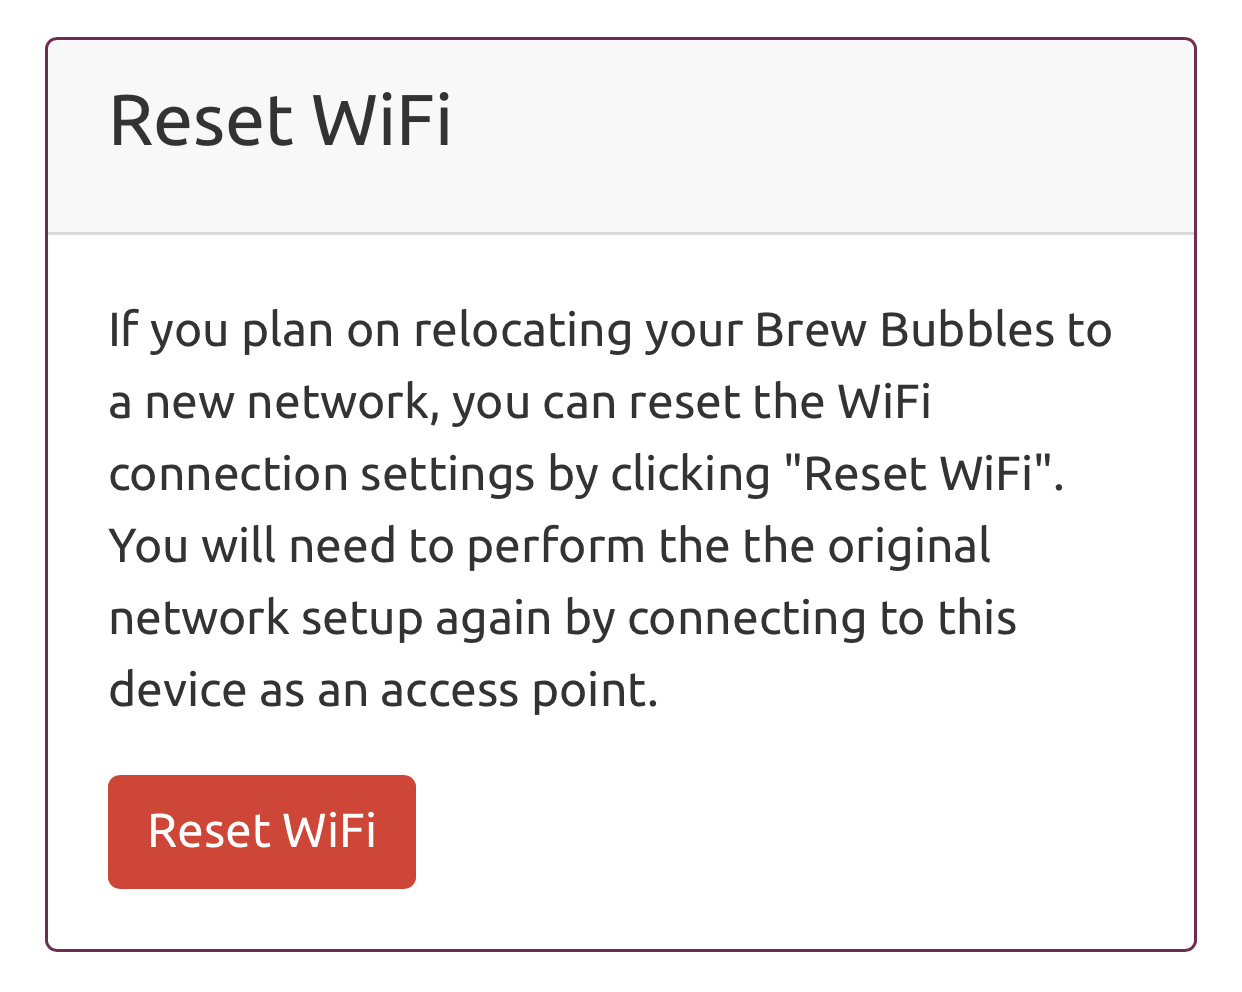 Reset WiFi
If you plan on relocating your Brew Bubbles to
a new network, you can reset the WiFi
connection settings by clicking "Reset WiFi".
You will need to perform the the original
network setup again by connecting to this
device as an access point.
Reset WiFi